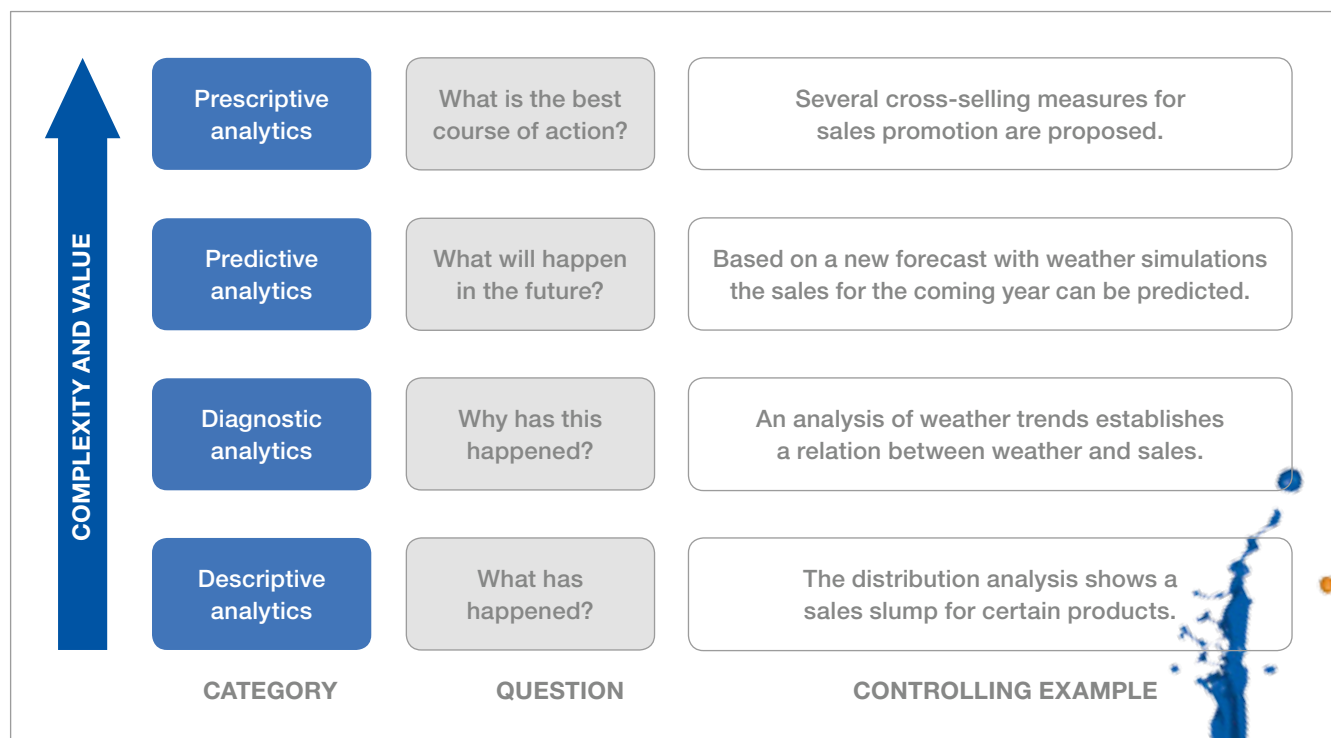 COMPLEXITY AND VALUE
Prescriptive
analytics
What is the best
course of action?
Several cross-selling measures for
sales promotion are proposed.
Predictive
analytics
What will happen
in the future?
Based on a new forecast with weather simulations
the sales for the coming year can be predicted.
Diagnostic
analytics
Why has this
happened?
An analysis of weather trends establishes
a relation between weather and sales.
Descriptive
analytics
What has
happened?
The distribution analysis shows a
sales slump for certain products.
CATEGORY
QUESTION
CONTROLLING EXAMPLE